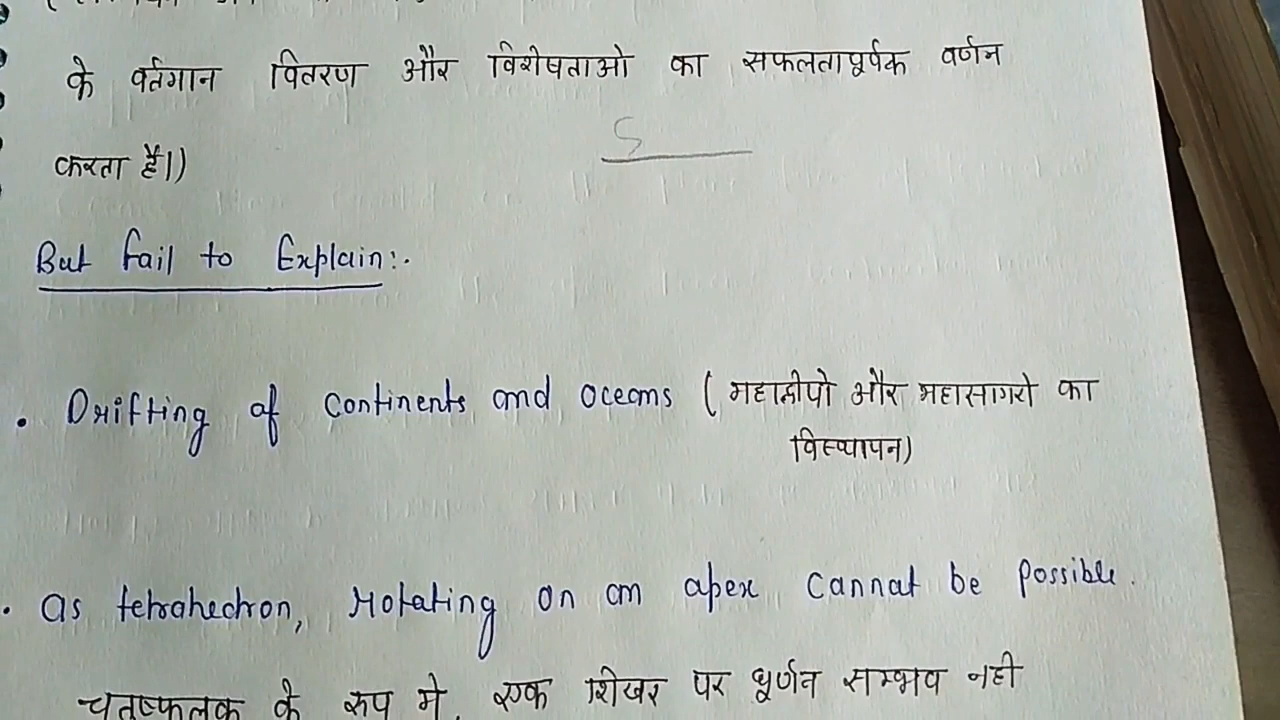 के वर्तमान वितरण और विशेषताओ का सफलतापूर्वक वर्णन
करता है।)
But fail to Explain:.
• Drifting of continents and oceans (महाद्वीपो और महासागरो का
विस्थापन)
• as tetrahedron, rotating on an apex cannot be possible.
चतुष्फलक के रूप मे, एक शिखर पर घूर्णन सम्भव नही